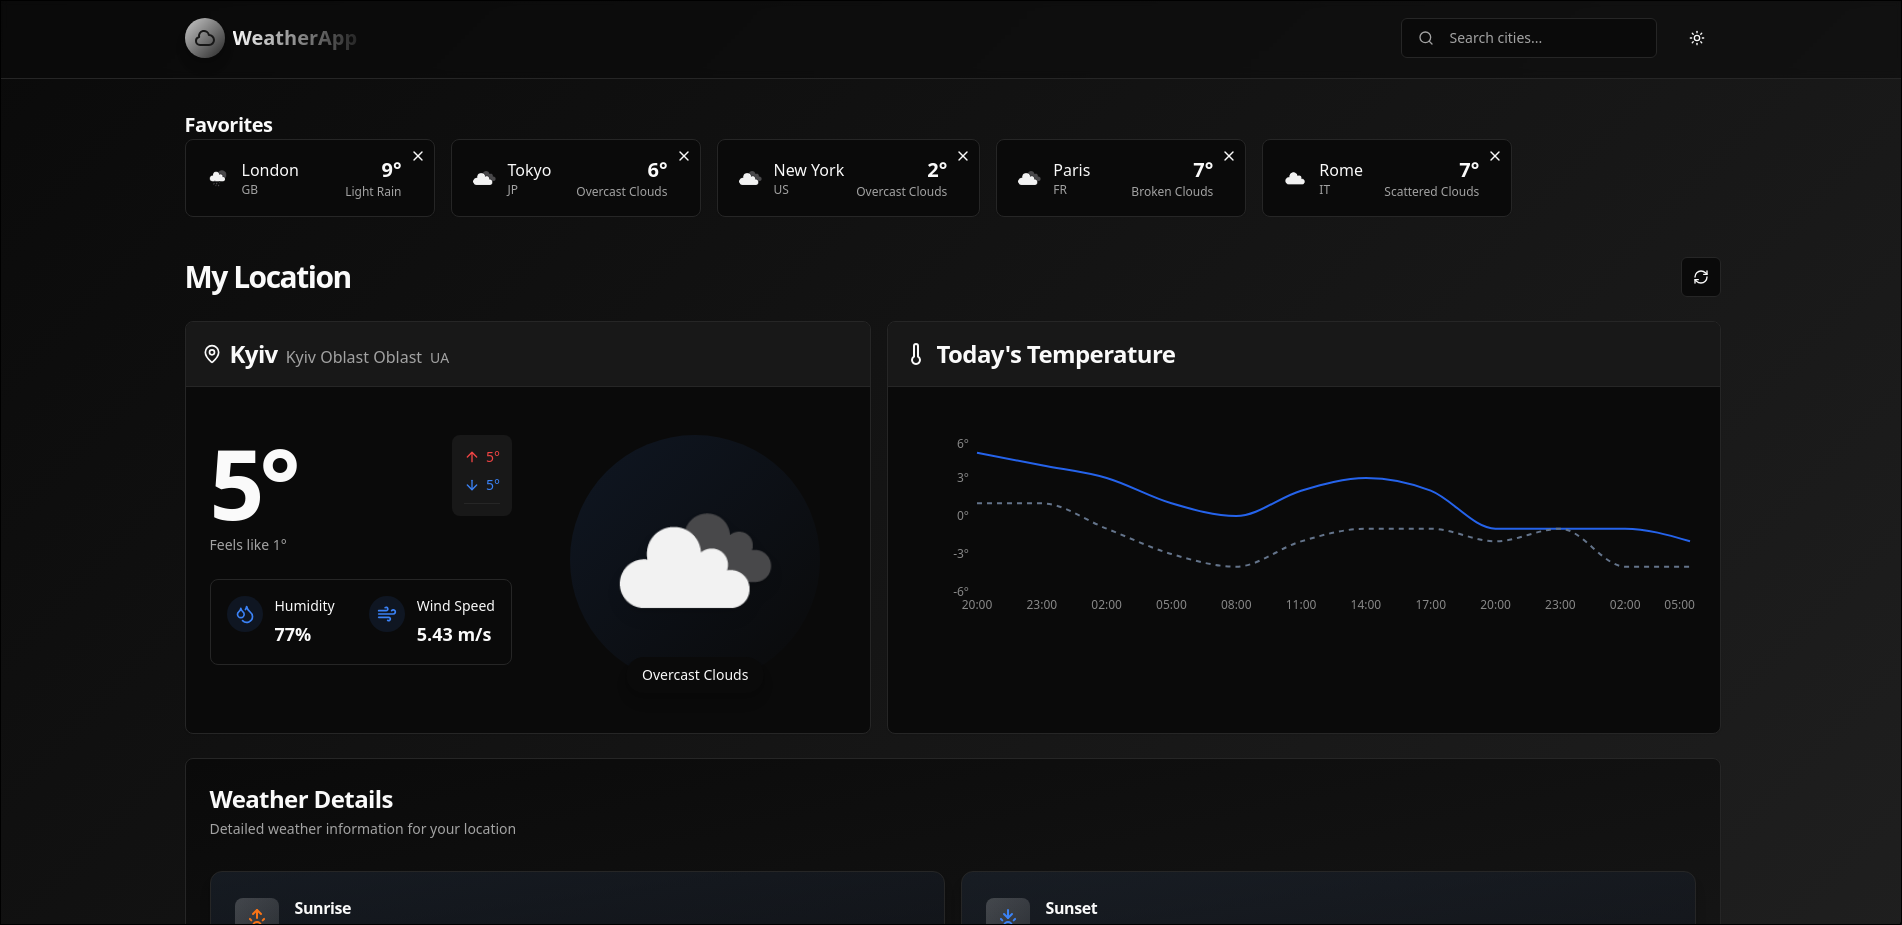 WeatherApp
Search cities...
Favorites
London
GB
9°
Light Rain
Tokyo
JP
6°
Overcast Clouds
New York
US
2°
Overcast Clouds
Paris
FR
7°
Broken Clouds
Rome
IT
7°
Scattered Clouds
My Location
Kyiv Kyiv Oblast Oblast UA
5°
5°
5°
Feels like 1°
Humidity
77%
Wind Speed
5.43 m/s
Overcast Clouds
Today's Temperature
6°
3°
0°
-3°
-6°
20:00 23:00 02:00 05:00 08:00 11:00 14:00 17:00 20:00 23:00 02:00 05:00
Weather Details
Detailed weather information for your location
Sunrise
Sunset